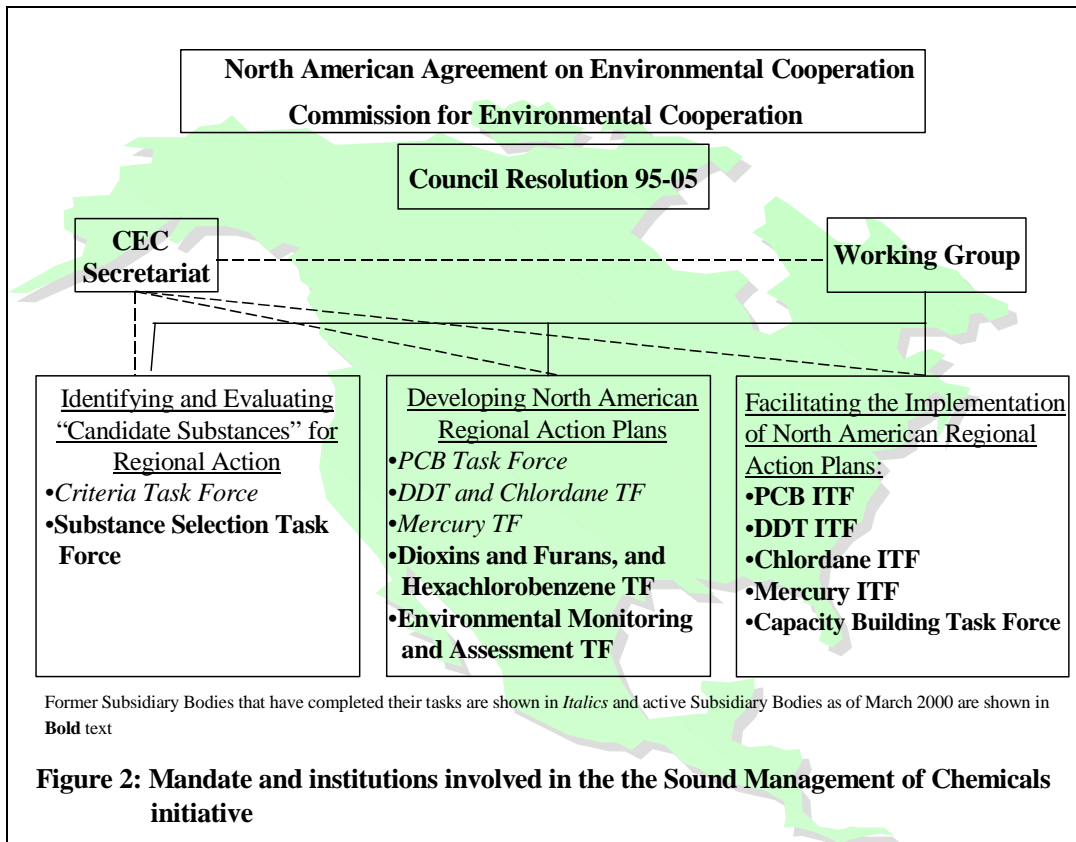 North American Agreement on Environmental Cooperation
Commission for Environmental Cooperation
Council Resolution 95-05
CEC
Secretariat
Working Group
Identifying and Evaluating
“Candidate Substances” for
Regional Action
•Criteria Task Force
•Substance Selection Task
Force
Developing North American
Regional Action Plans
•PCB Task Force
•DDT and Chlordane TF
•Mercury TF
•Dioxins and Furans, and
Hexachlorobenzene TF
•Environmental Monitoring
and Assessment TF
Facilitating the Implementation
of North American Regional
Action Plans:
•PCB ITF
•DDT ITF
•Chlordane ITF
•Mercury ITF
•Capacity Building Task Force
Former Subsidiary Bodies that have completed their tasks are shown in Italics and active Subsidiary Bodies as of March 2000 are shown in
Bold text
Figure 2: Mandate and institutions involved in the the Sound Management of Chemicals
initiative